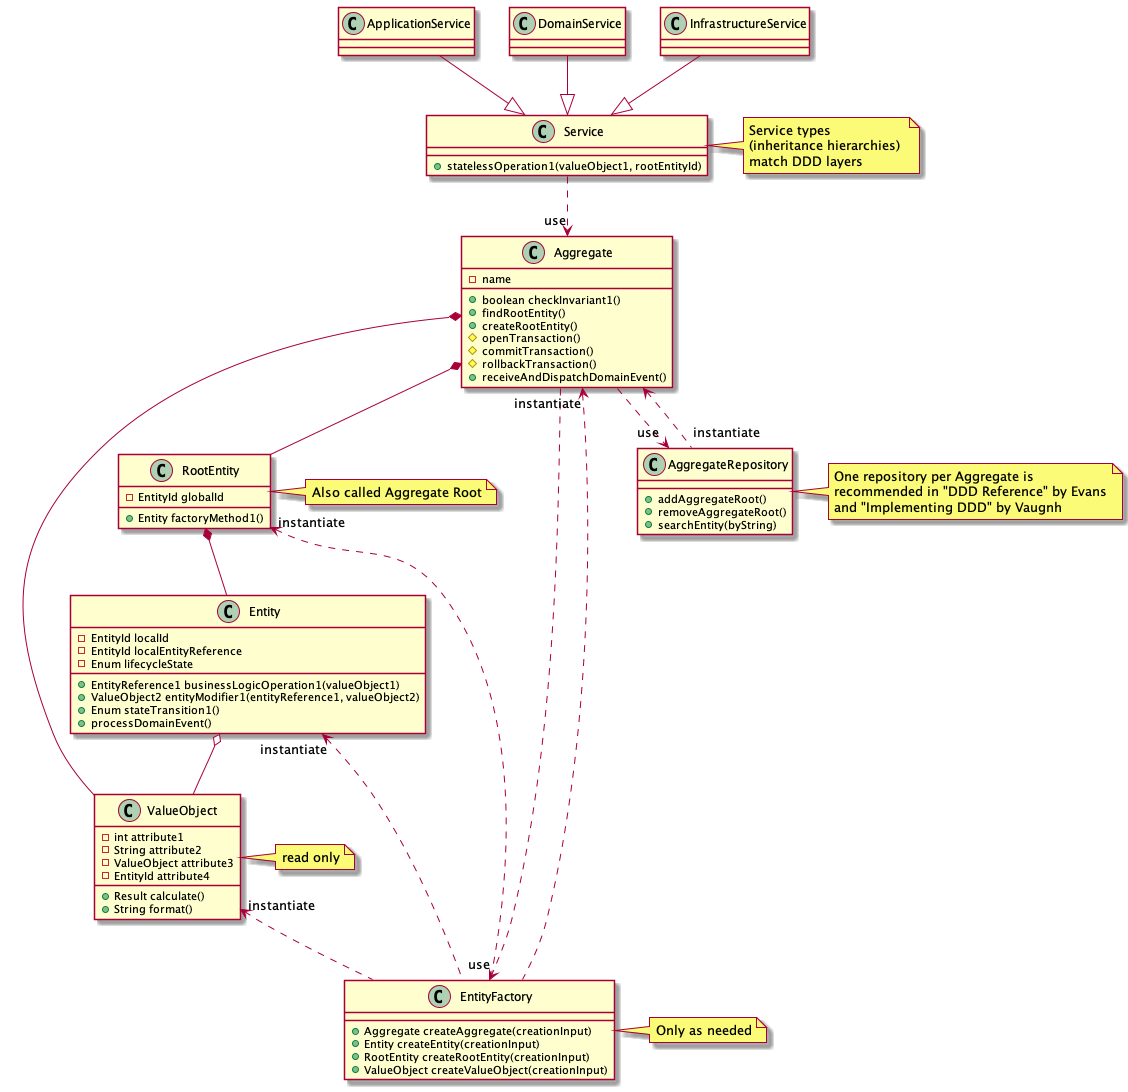 C ApplicationService
C DomainService
C InfrastructureService
C Service
statelessOperation1(valueObject1, rootEntityId)
Service types
(inheritance hierarchies)
match DDD layers
use
C Aggregate
name
boolean checkInvariant1()
findRootEntity()
createRootEntity()
openTransaction()
commitTransaction()
rollbackTransaction()
receiveAndDispatchDomainEvent()
instantiate
use
instantiate
C RootEntity
EntityId globalId
Entity factoryMethod1()
Also called Aggregate Root
C AggregateRepository
addAggregateRoot()
removeAggregateRoot()
searchEntity(byString)
One repository per Aggregate is
recommended in "DDD Reference" by Evans
and "Implementing DDD" by Vaugnh
instantiate
C Entity
EntityId localId
EntityId localEntityReference
Enum lifecycleState
EntityReference1 businessLogicOperation1(valueObject1)
ValueObject2 entityModifier1(entityReference1, valueObject2)
Enum stateTransition1()
processDomainEvent()
instantiate
C ValueObject
int attribute1
String attribute2
ValueObject attribute3
EntityId attribute4
Result calculate()
String format()
read only
instantiate
use
C EntityFactory
Aggregate createAggregate(creationInput)
Entity createEntity(creationInput)
RootEntity createRootEntity(creationInput)
ValueObject createValueObject(creationInput)
Only as needed